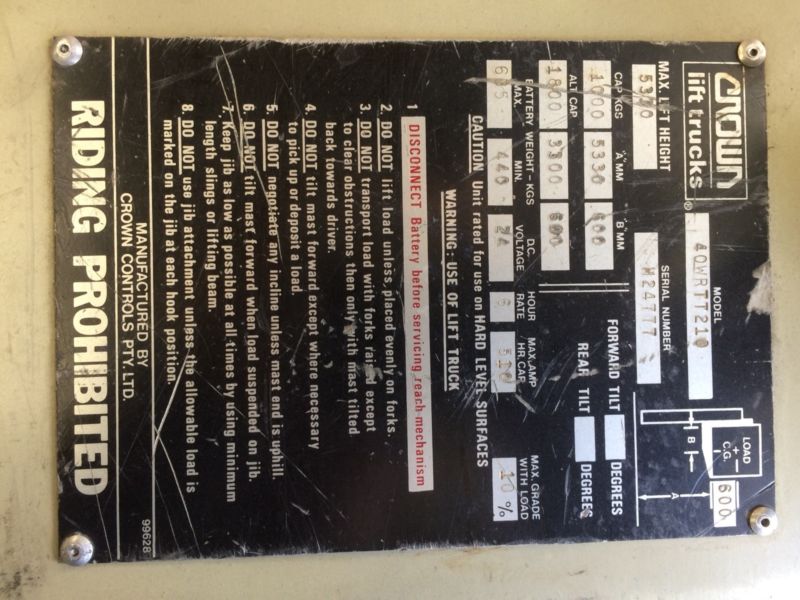 CROWN
lift trucks®
MODEL
40WRTT210
SERIAL NUMBER
M24777
LOAD
C.G.
600
A
B
MAX. LIFT HEIGHT
5330
CAP KGS "A" MM "B" MM
1000 5330 600
ALT CAP
1800 3300 600
FORWARD TILT DEGREES
REAR TILT DEGREES
BATTERY WEIGHT-KGS
MAX. MIN.
D.C. VOLTAGE
HOUR RATE
MAX. AMP HR. CAP.
MAX. GRADE WITH LOAD
440 24 6 510 10 %
CAUTION Unit rated for use on HARD LEVEL SURFACES
WARNING: USE OF LIFT TRUCK
1 DISCONNECT Battery before servicing reach mechanism
2. DO NOT lift load unless placed evenly on forks.
3. DO NOT transport load with forks raised except
to clear obstructions then only with mast tilted
back towards driver.
4. DO NOT tilt mast forward except where necessary
to pick up or deposit a load.
5. DO NOT negotiate any incline unless mast end is uphill.
6. DO NOT tilt mast forward when load suspended on jib.
7. Keep jib as low as possible at all times by using minimum
length slings or lifting beam.
8. DO NOT use jib attachment unless the allowable load is
marked on the jib at each hook position.
MANUFACTURED BY
CROWN CONTROLS PTY. LTD.
99628
RIDING PROHIBITED